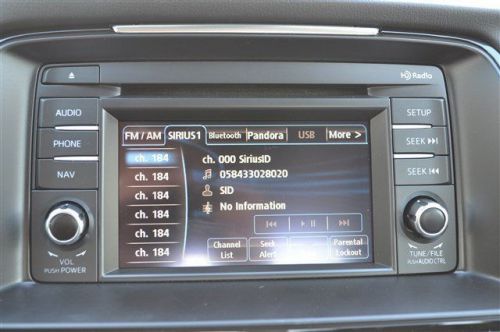 HD Radio
AUDIO
PHONE
NAV
VOL
PUSH POWER
FM / AM SIRIUS1 Bluetooth Pandora USB More >
ch. 184
ch. 184
ch. 184
ch. 184
ch. 184
ch. 184
ch. 000 SiriusID
058433028020
SID
No Information
Channel List
Seek Alert
Parental Lockout
SETUP
SEEK
SEEK
TUNE/FILE
PUSH AUDIO CTRL